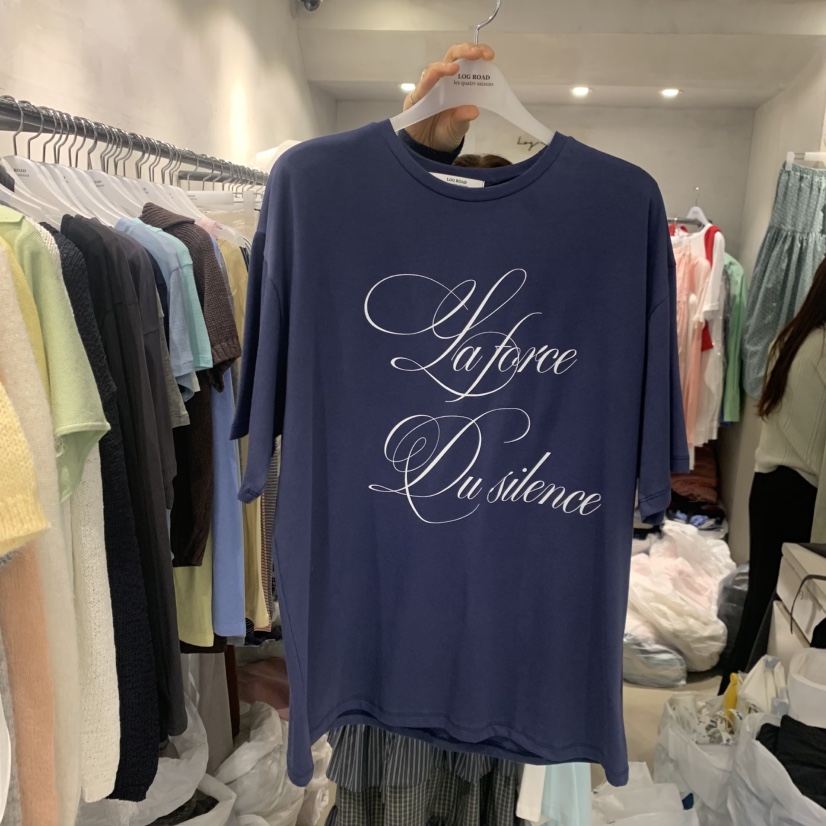 LOG ROAD
les quatre saisons
LOG ROAD
La force
Du silence